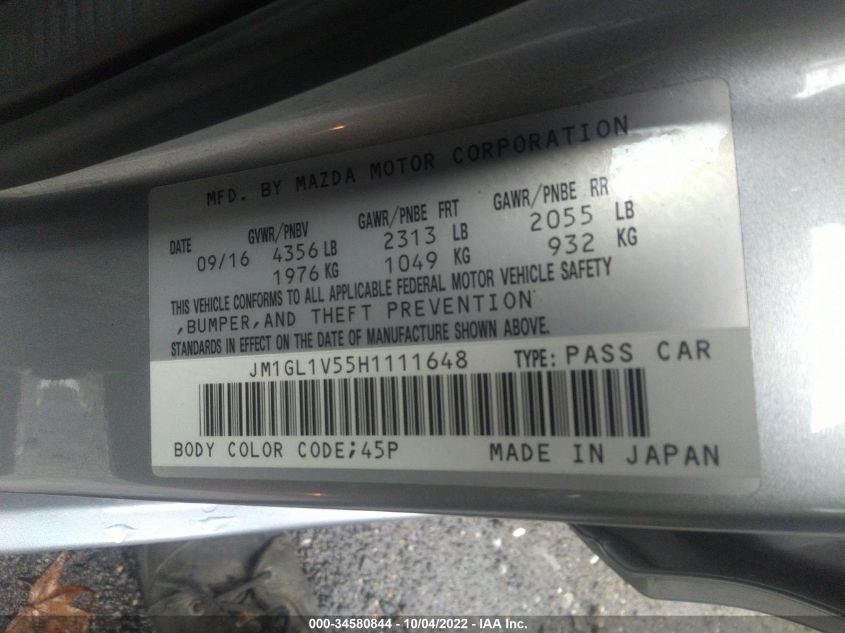 MFD. BY MAZDA MOTOR CORPORATION
DATE GVWR/PNBV GAWR/PNBE FRT GAWR/PNBE RR
09/16 4356 LB 2313 LB 2055 LB
1976 KG 1049 KG 932 KG
THIS VEHICLE CONFORMS TO ALL APPLICABLE FEDERAL MOTOR VEHICLE SAFETY
,BUMPER,AND THEFT PREVENTION
STANDARDS IN EFFECT ON THE DATE OF MANUFACTURE SHOWN ABOVE.
JM1GL1V55H1111648 TYPE: PASS CAR
BODY COLOR CODE;45P MADE IN JAPAN
000-34580844 - 10/04/2022 - IAA Inc.